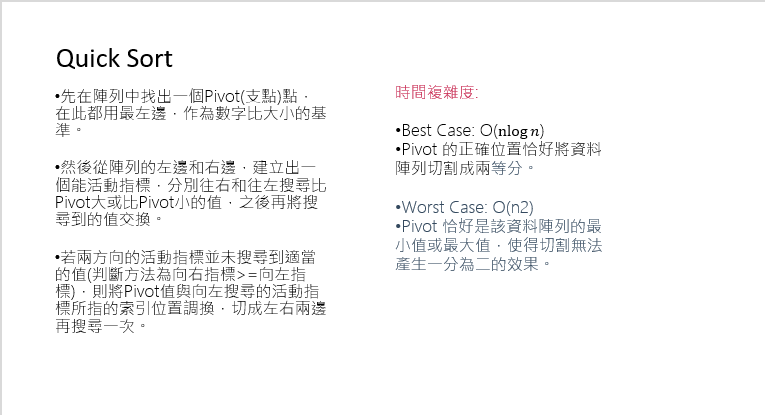 Quick Sort
•先在陣列中找出一個Pivot(支點)點，
在此都用最左邊，作為數字比大小的基
準。
•然後從陣列的左邊和右邊，建立出一
個能活動指標，分別往右和往左搜尋比
Pivot大或比Pivot小的值，之後再將搜
尋到的值交換。
•若兩方向的活動指標並未搜尋到適當
的值(判斷方法為向右指標>=向左指
標)，則將Pivot值與向左搜尋的活動指
標所指的索引位置調換，切成左右兩邊
再搜尋一次。
時間複雜度:
•Best Case: O(nlog n)
•Pivot 的正確位置恰好將資料
陣列切割成兩等分。
•Worst Case: O(n2)
•Pivot 恰好是該資料陣列的最
小值或最大值，使得切割無法
產生一分為二的效果。